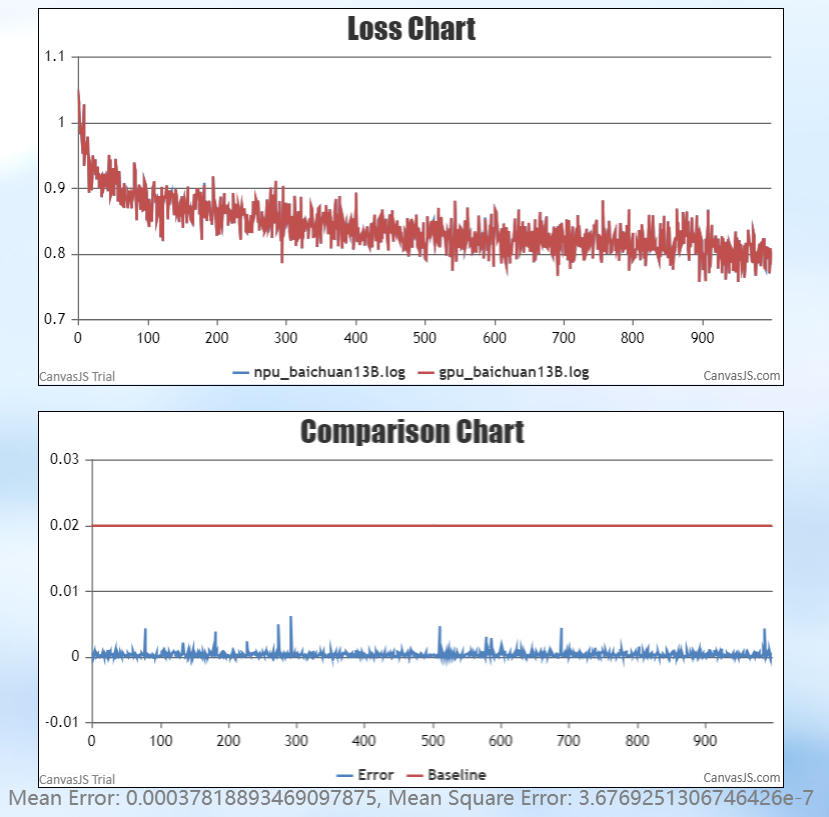 Loss Chart
1.1
1
0.9
0.8
0.7
0 100 200 300 400 500 600 700 800 900
npu_baichuan13B.log gpu_baichuan13B.log
CanvasJS Trial CanvasJS.com
Comparison Chart
0.03
0.02
0.01
0
-0.01
0 100 200 300 400 500 600 700 800 900
Error Baseline
CanvasJS Trial CanvasJS.com
Mean Error: 0.00037818893469097875, Mean Square Error: 3.6769251306746426e-7